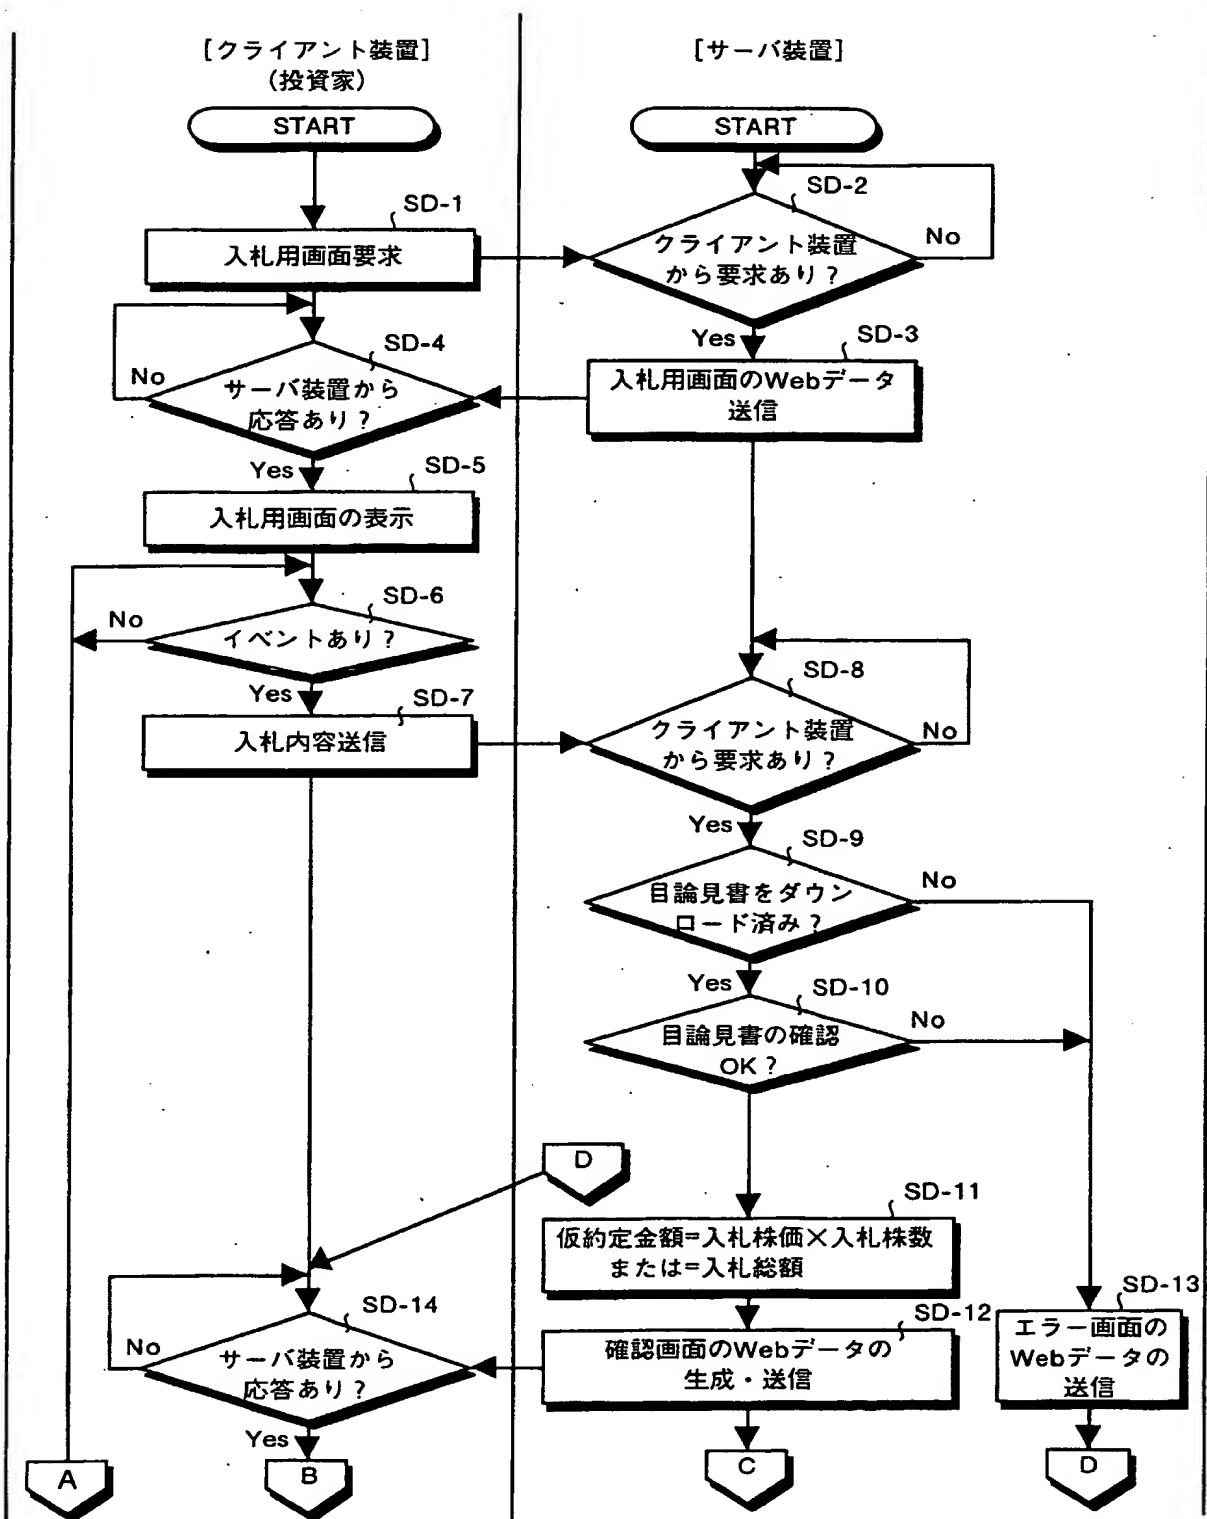 [クライアント装置]
(投資家)
START
SD-1
入札用画面要求
SD-4
No
サーバ装置から
応答あり?
Yes
SD-5
入札用画面の表示
SD-6
No
イベントあり?
Yes
SD-7
入札内容送信
SD-14
No
サーバ装置から
応答あり?
Yes
A
B
[サーバ装置]
START
SD-2
No
クライアント装置
から要求あり?
Yes
SD-3
入札用画面のWebデータ
送信
SD-8
クライアント装置
No
から要求あり?
Yes
SD-9
No
目論見書をダウン
ロード済み?
Yes
SD-10
No
目論見書の確認
OK?
D
SD-11
仮約定金額=入札株価×入札株数
または=入札総額
SD-12
確認画面のWebデータの
生成・送信
C
SD-13
エラー画面の
Webデータの
送信
D